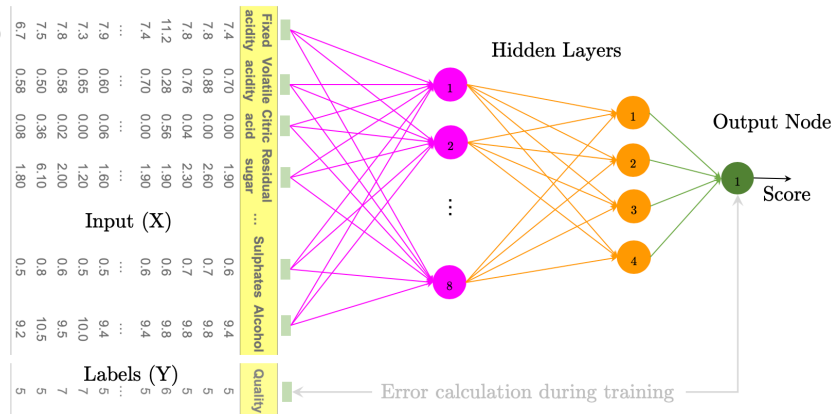 Fixed Volatile Citric Residual ... Sulphates Alcohol Quality
acidity acidity acid sugar
7.4 0.70 0.00 1.90 0.6 9.4 5
7.8 0.88 0.00 2.60 0.7 9.8 5
7.8 0.76 0.04 2.30 0.7 9.8 5
11.2 0.28 0.56 1.90 0.6 9.8 6
7.4 0.70 0.00 1.90 0.6 9.4 5
... ... ... ... ... ... ...
7.9 0.60 0.06 1.60 0.5 9.4 5
7.3 0.65 0.00 1.20 0.5 10.0 7
7.8 0.58 0.02 2.00 0.6 9.5 7
7.5 0.50 0.36 6.10 0.8 10.5 5
6.7 0.58 0.08 1.80 0.5 9.2 5
Input (X)
Labels (Y)
Hidden Layers
1
2
...
8
1
2
3
4
Output Node
1
Score
Error calculation during training